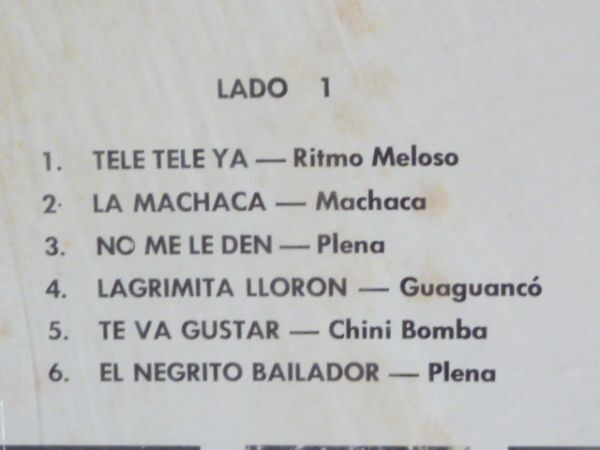 LADO 1
1. TELE TELE YA — Ritmo Meloso
2. LA MACHACA — Machaca
3. NO ME LE DEN — Plena
4. LAGRIMITA LLORON — Guaguancó
5. TE VA GUSTAR — Chini Bomba
6. EL NEGRITO BAILADOR — Plena